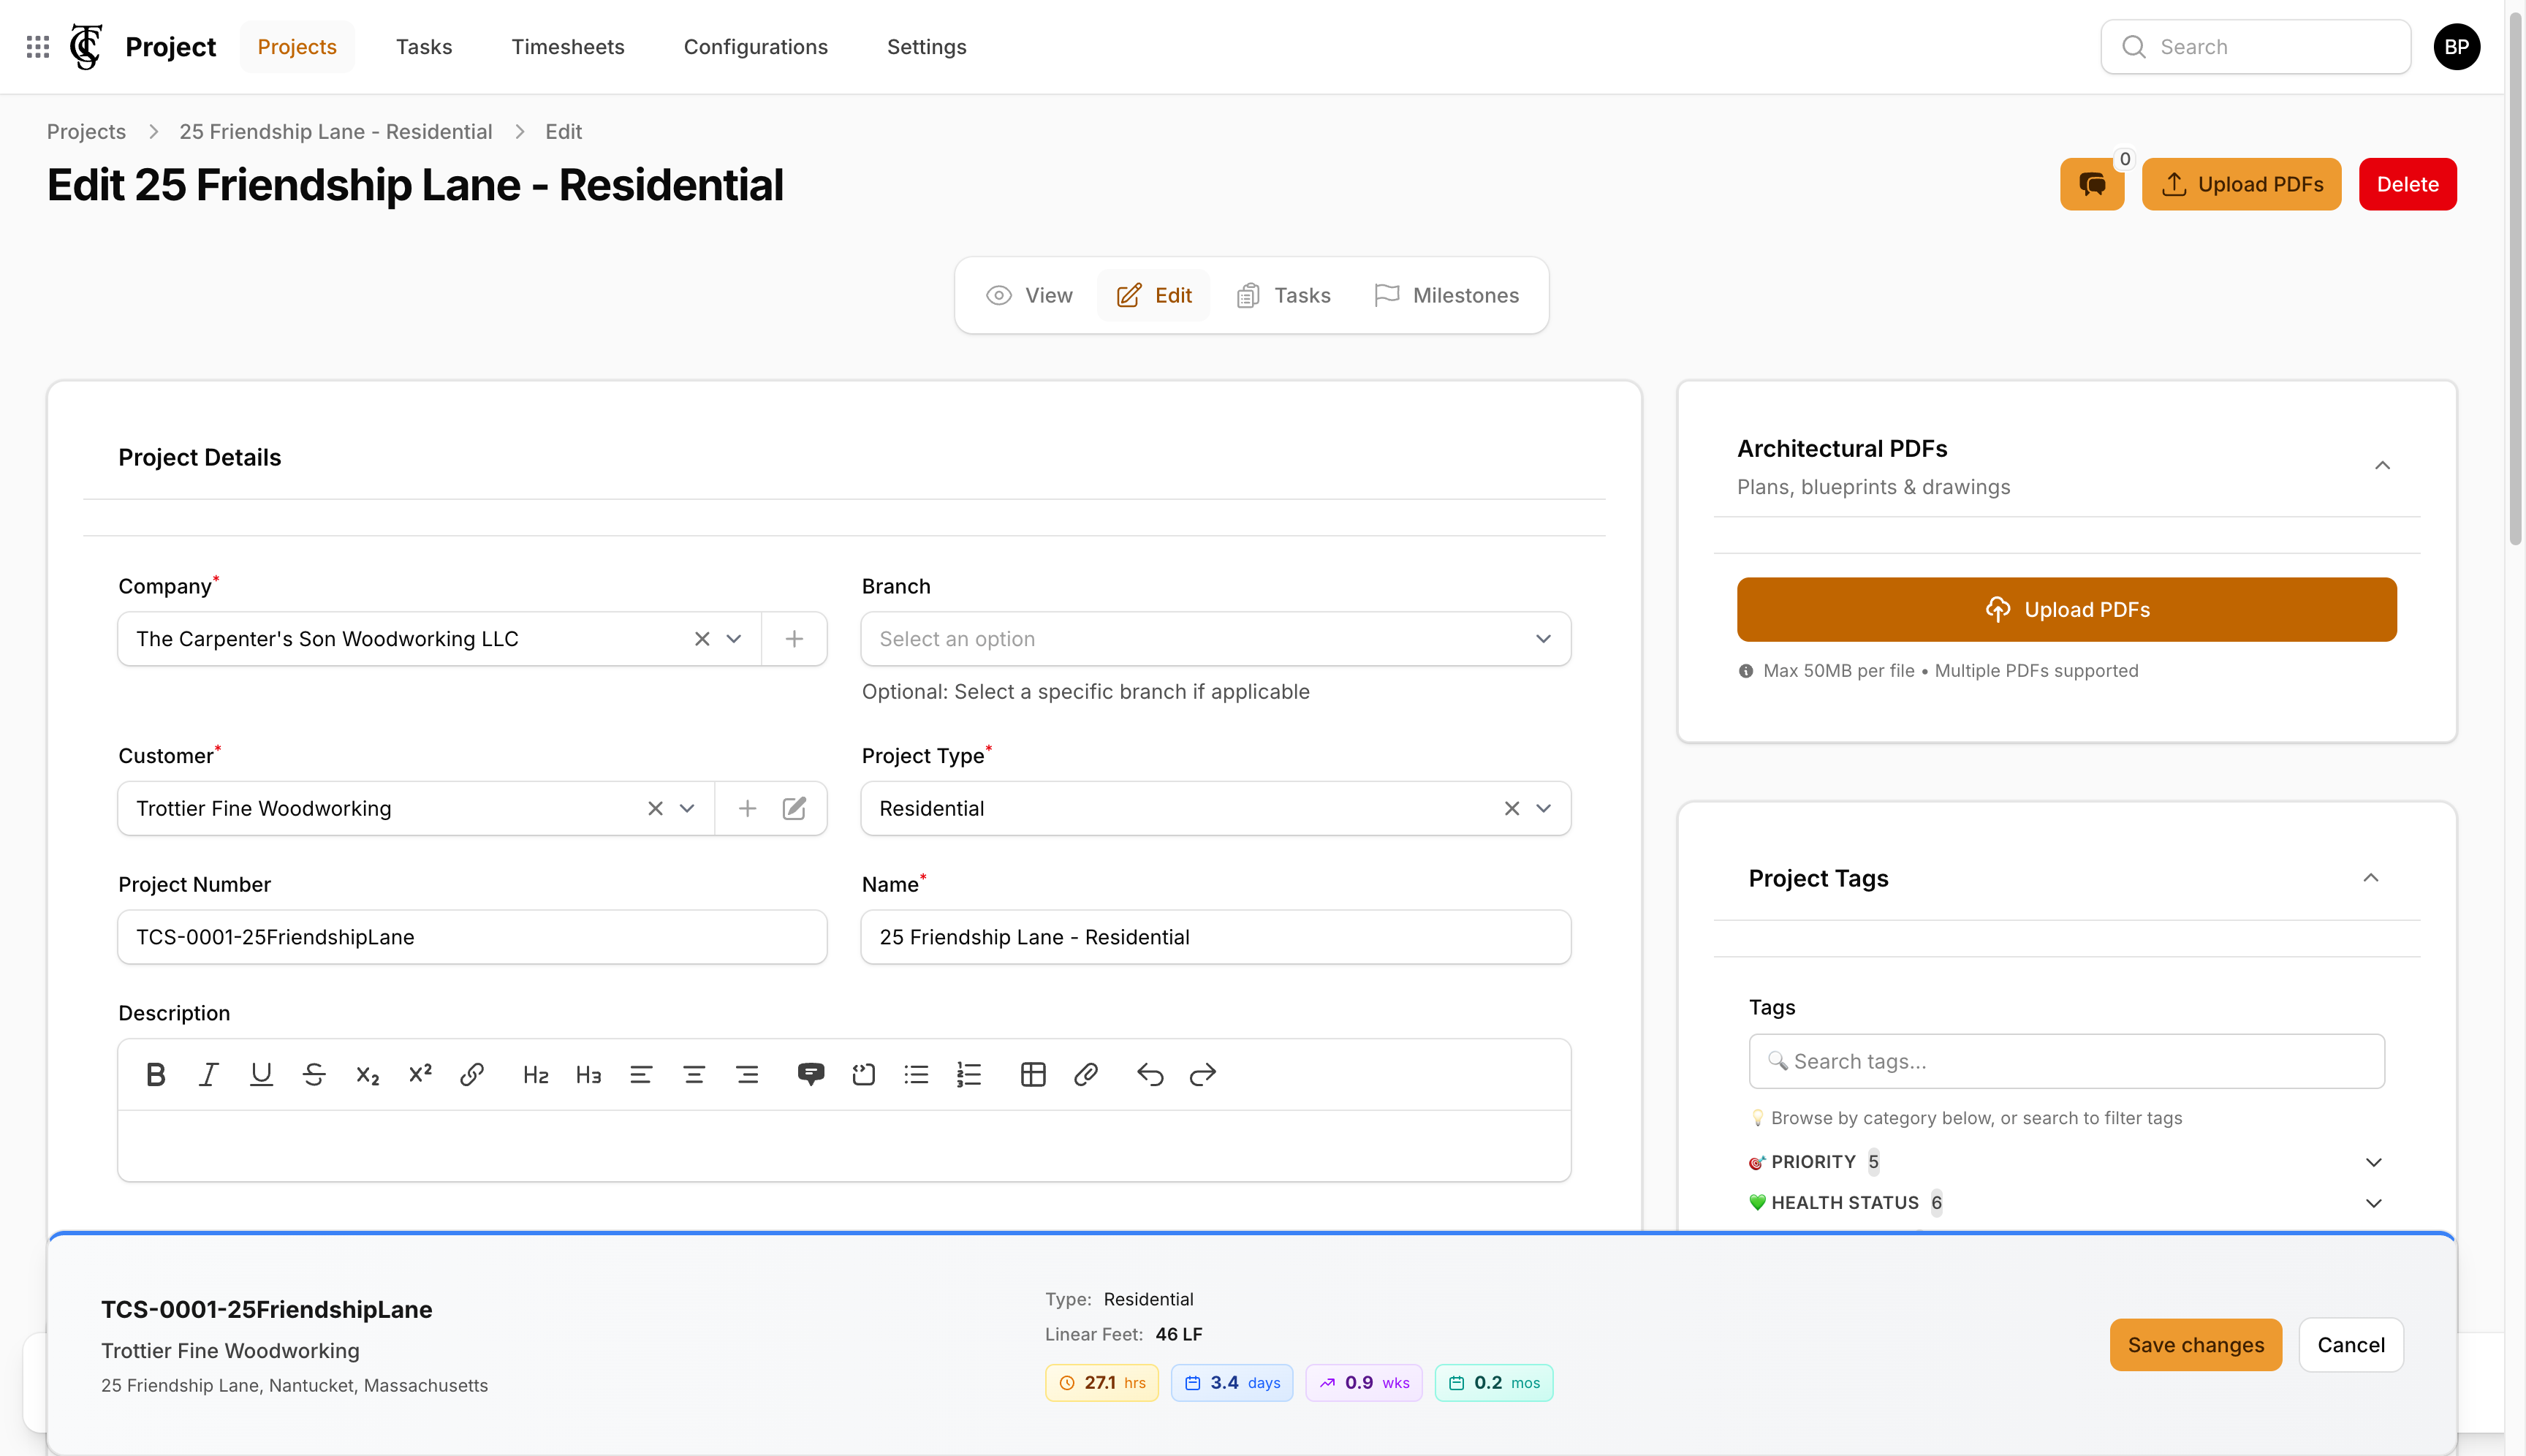 Project
Projects
Tasks
Timesheets
Configurations
Settings
Search
BP
Projects > 25 Friendship Lane - Residential > Edit
Edit 25 Friendship Lane - Residential
0
Upload PDFs
Delete
View
Edit
Tasks
Milestones
Project Details
Company*
The Carpenter's Son Woodworking LLC
Branch
Select an option
Optional: Select a specific branch if applicable
Customer*
Trottier Fine Woodworking
Project Type*
Residential
Project Number
TCS-0001-25FriendshipLane
Name*
25 Friendship Lane - Residential
Description
B I U S x₂ x² H2 H3
Architectural PDFs
Plans, blueprints & drawings
Upload PDFs
Max 50MB per file • Multiple PDFs supported
Project Tags
Tags
🔍 Search tags...
💡 Browse by category below, or search to filter tags
🎯 PRIORITY 5
💚 HEALTH STATUS 6
TCS-0001-25FriendshipLane
Trottier Fine Woodworking
25 Friendship Lane, Nantucket, Massachusetts
Type: Residential
Linear Feet: 46 LF
27.1 hrs
3.4 days
0.9 wks
0.2 mos
Save changes
Cancel